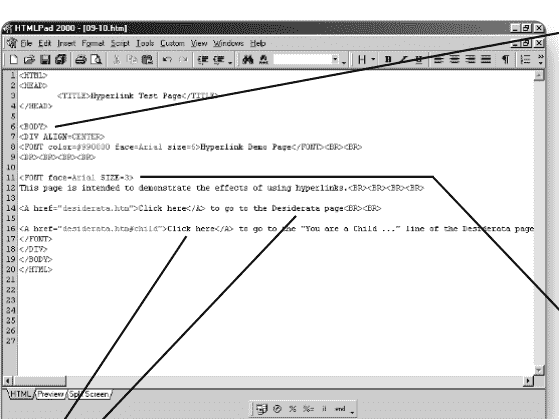 HTMLPad 2000 - [09-10.htm]
File Edit Insert Format Script Tools Custom View Windows Help
H B
1 <HTML>
2 <HEAD>
3 <TITLE>Hyperlink Test Page</TITLE>
4 </HEAD>
5
6 <BODY>
7 <DIV ALIGN=CENTER>
8 <FONT color=#990000 face=Arial size=6>Hyperlink Demo Page</FONT><BR><BR>
9 <BR><BR><BR><BR>
10
11 <FONT face=Arial SIZE=3>
12 This page is intended to demonstrate the effects of using hyperlinks.<BR><BR><BR><BR>
13
14 <A href="desiderata.htm">Click here</A> to go to the Desiderata page<BR><BR>
15
16 <A href="desiderata.htm#child">Click here</A> to go to the "You are a Child ..." line of the Desiderata page
17 </FONT>
18 </DIV>
19 </BODY>
20 </HTML>
21
22
23
24
25
26
27
HTML Preview Split Screen
% %= if end